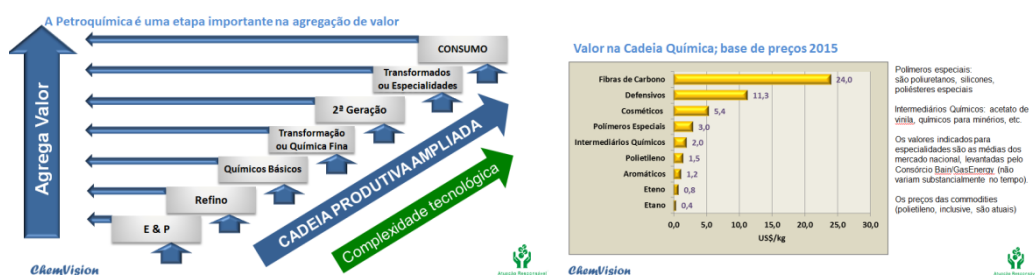 A Petroquímica é uma etapa importante na agregação de valor
Agrega Valor
CONSUMO
Transformados
ou Especialidades
2ª Geração
Transformação
ou Química Fina
Químicos Básicos
Refino
E & P
CADEIA PRODUTIVA AMPLIADA
Complexidade tecnológica
ChemVision
Atuação Responsável
Valor na Cadeia Química; base de preços 2015
Fibras de Carbono 24,0
Defensivos 11,3
Cosméticos 5,4
Polímeros Especiais 3,0
Intermediários Químicos 2,0
Polietileno 1,5
Aromáticos 1,2
Eteno 0,8
Etano 0,4
0,0 5,0 10,0 15,0 20,0 25,0 30,0
US$/kg
Polímeros especiais:
são poliuretanos, silicones,
poliésteres especiais
Intermediários Químicos: acetato de
vinila, químicos para minérios, etc.
Os valores indicados para
especialidades são as médias dos
mercado nacional, levantadas pelo
Consórcio Bain/GasEnergy (não
variam substancialmente no tempo).
Os preços das commodities
(polietileno, inclusive, são atuais)
ChemVision
Atuação Responsável